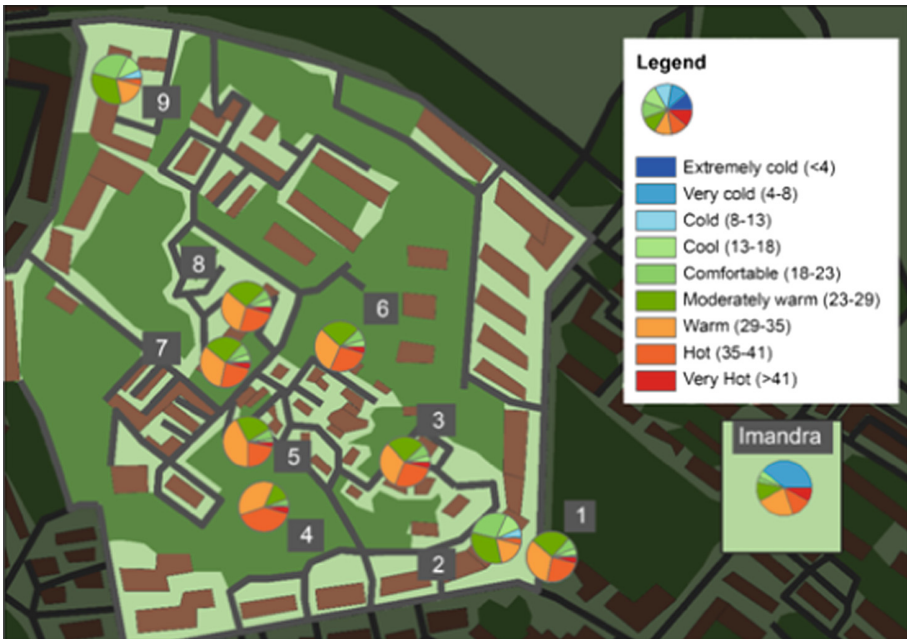 9
8
6
7
3
5
1
4
2
Legend
Extremely cold (<4)
Very cold (4-8)
Cold (8-13)
Cool (13-18)
Comfortable (18-23)
Moderately warm (23-29)
Warm (29-35)
Hot (35-41)
Very Hot (>41)
Imandra